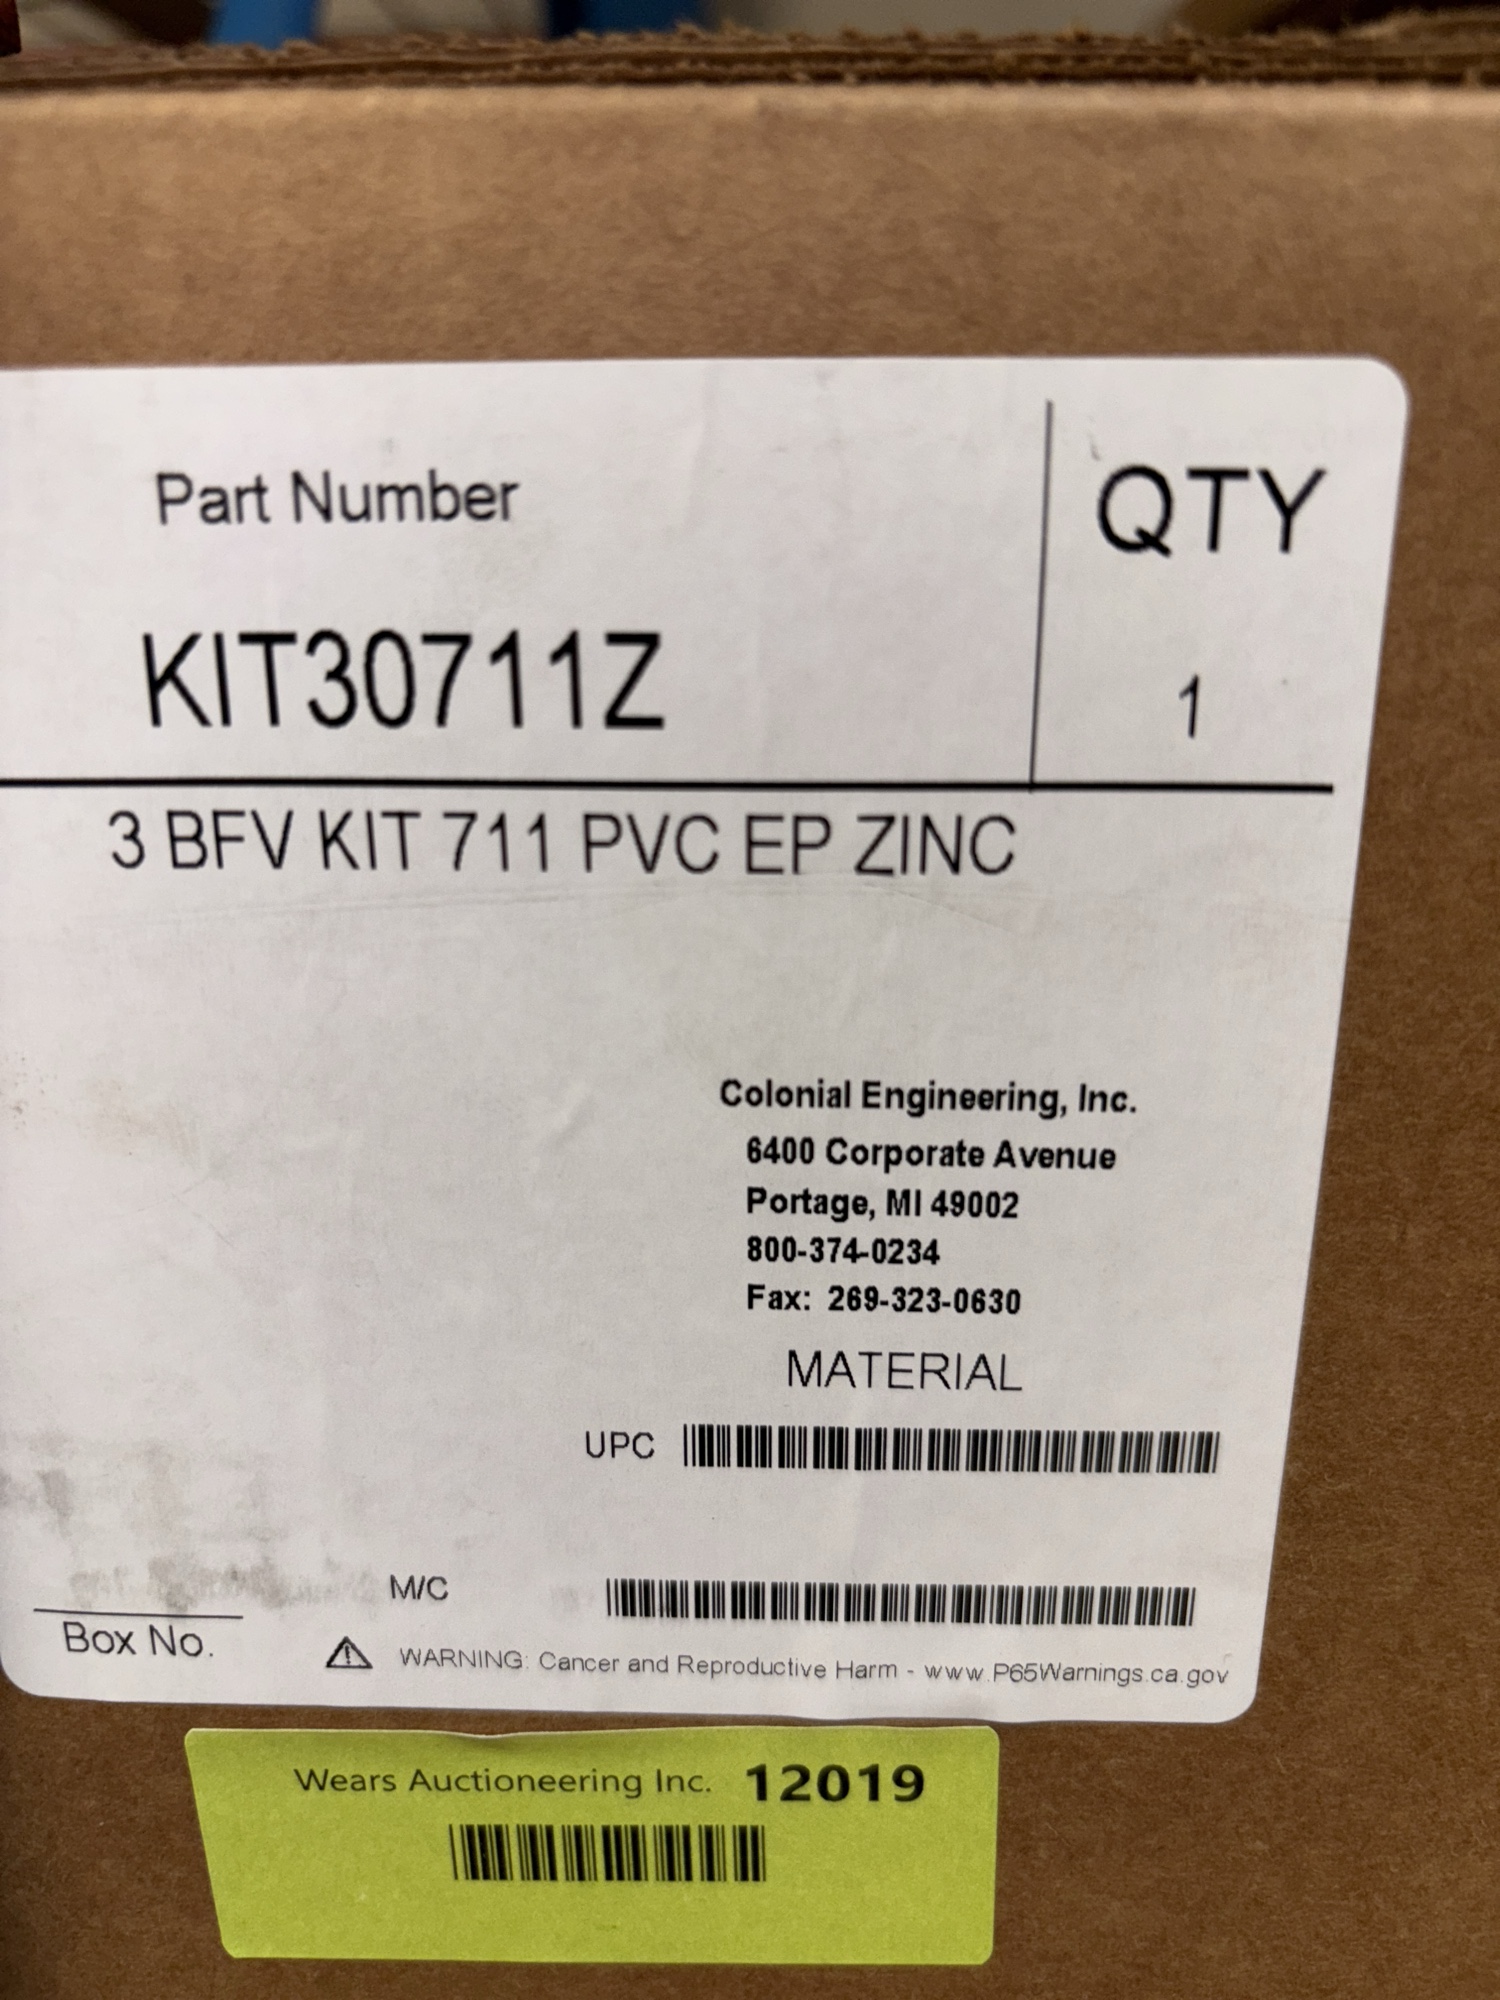 Part Number
QTY
KIT30711Z
1
3 BFV KIT 711 PVC EP ZINC
Colonial Engineering, Inc.
6400 Corporate Avenue
Portage, MI 49002
800-374-0234
Fax: 269-323-0630
MATERIAL
UPC
M/C
Box No.
WARNING: Cancer and Reproductive Harm - www.P65Warnings.ca.gov
Wears Auctioneering Inc. 12019